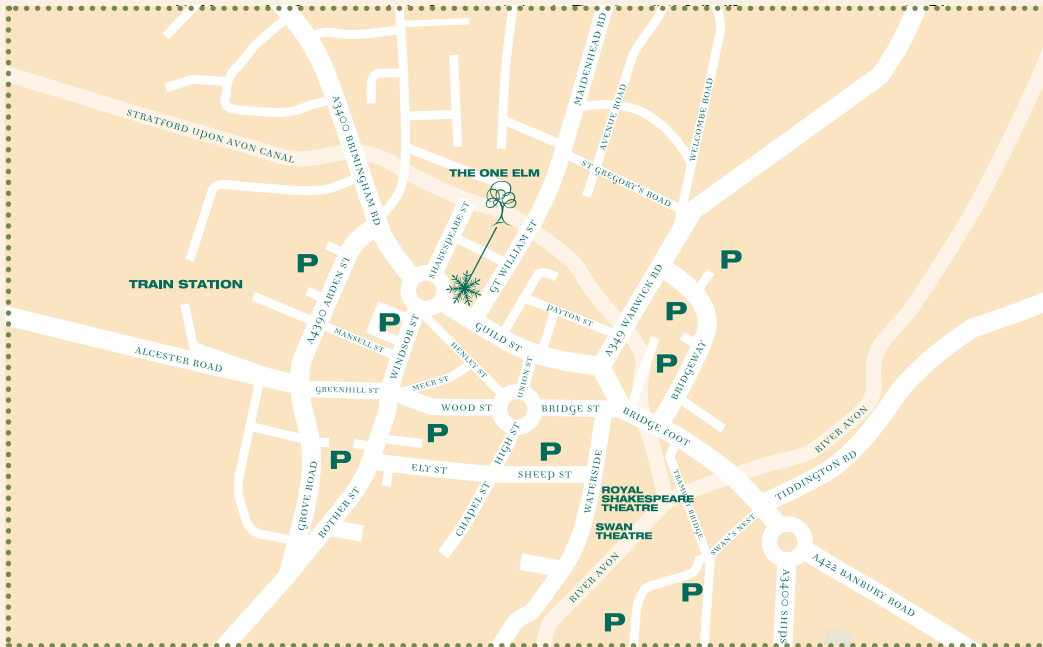 MAIDENHEAD RD
AVENUE ROAD
WELCOMBE ROAD
A3400 BRIMINGHAM RD
STRATFORD UPON AVON CANAL
THE ONE ELM
ST GREGORY'S ROAD
SHAKESPEARE ST
GT WILLIAM ST
P
P
TRAIN STATION
A4390 ARDEN ST
P
P
WINDSOR ST
MANSELL ST
GUILD ST
PAYTON ST
A349 WARWICK RD
HENLEY ST
UNION ST
P
BRIDGEWAY
ALCESTER ROAD
GREENHILL ST
MEER ST
WOOD ST
BRIDGE ST
BRIDGE FOOT
P
HIGH ST
P
P
ELY ST
SHEEP ST
WATERSIDE
RIVER AVON
TIDDINGTON RD
GROVE ROAD
ROTHER ST
CHAPEL ST
ROYAL
SHAKESPEARE
THEATRE
SWAN
THEATRE
TRAMWAY BRIDGE
SWAN'S NEST
RIVER AVON
P
P
A422 BANBURY ROAD
A3400 SHIPS